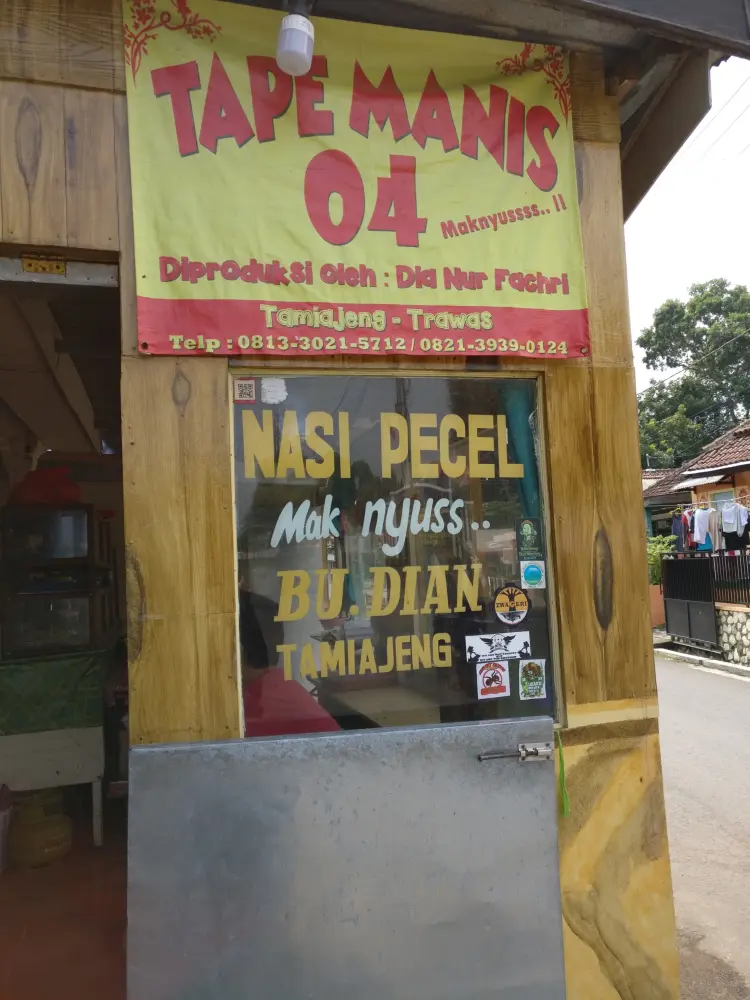 TAPE MANIS
04
Maknyussss.. !!
Diproduksi Oleh : Dia Nur Fachri
Tamiajeng - Trawas
Telp : 0813-3021-5712 / 0821-3939-0124
NASI PECEL
Mak nyuss..
BU.DIAN
TAMIAJENG